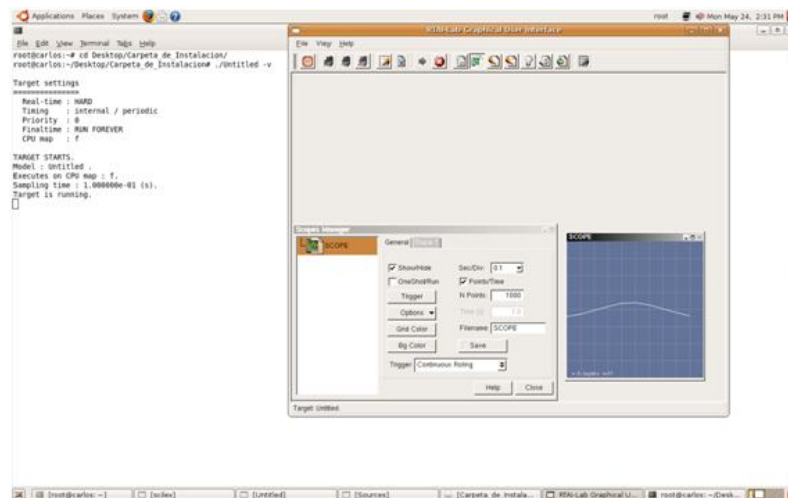 Applications Places System
root
Mon May 24, 2:31 PM
File Edit View Terminal Tabs Help
root@carlos:~# cd Desktop/Carpeta_de_Instalacion/
root@carlos:~/Desktop/Carpeta_de_Instalacion# ./Untitled -v
Target settings
===============
Real-time : HARD
Timing : internal / periodic
Priority : 0
Finaltime : RUN FOREVER
CPU map : f
TARGET STARTS.
Model : Untitled .
Executes on CPU map : f.
Sampling time : 1.000000e-01 (s).
Target is running.
RTAI-Lab Graphical User Interface
File View Help
Scopes Manager
SCOPE
General
Show/Hide
Sec/Div: 0.1
OneShot/Run
Points/Time
Trigger
N Points: 1000
Options
Time (s): 1.0
Grid Color
Filename: SCOPE
Bg Color
Save
Trigger: Continuous Roling
Help
Close
SCOPE
Target: Untitled.
[root@carlos: ~]
[scilex]
[Untitled]
[Sources]
[Carpeta_de_Instala...
RTAI-Lab Graphical U...
root@carlos: ~/Desk...